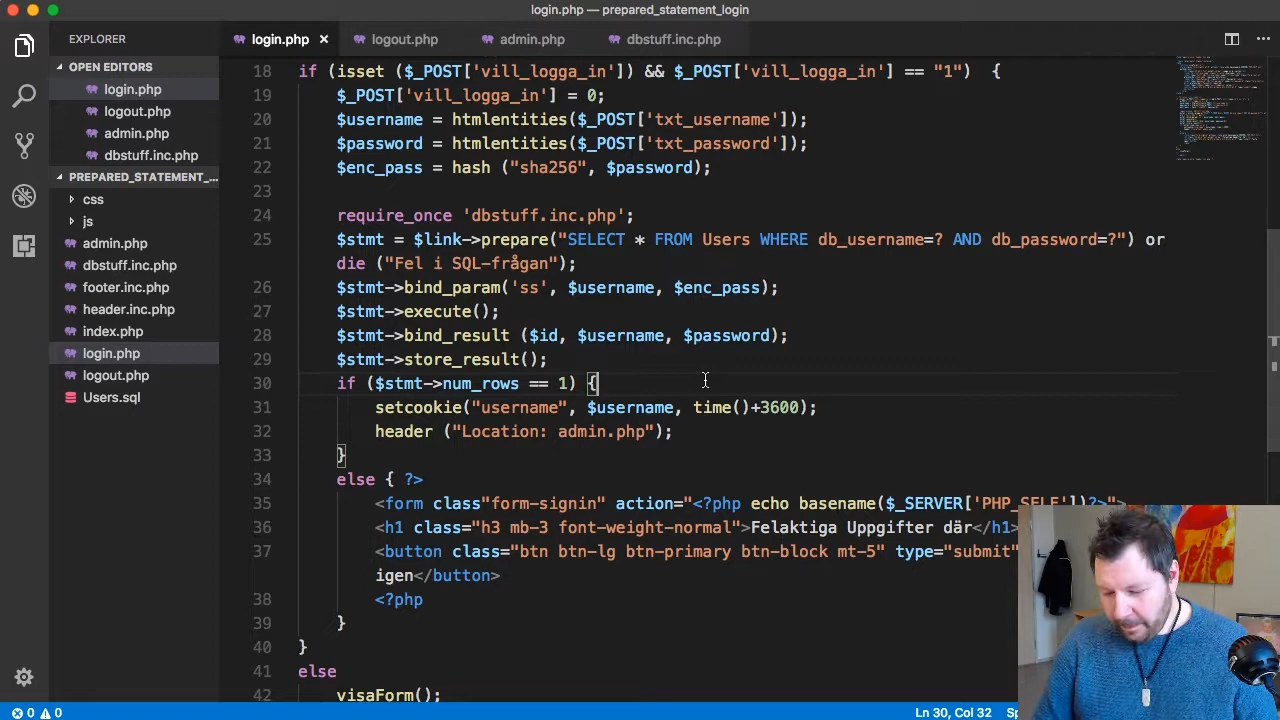 login.php — prepared_statement_login
EXPLORER
login.php
logout.php
admin.php
dbstuff.inc.php
OPEN EDITORS
login.php
logout.php
admin.php
dbstuff.inc.php
PREPARED_STATEMENT_...
css
js
admin.php
dbstuff.inc.php
footer.inc.php
header.inc.php
index.php
login.php
logout.php
Users.sql
18 if (isset ($_POST['vill_logga_in']) && $_POST['vill_logga_in'] == "1") {
19 $_POST['vill_logga_in'] = 0;
20 $username = htmlentities($_POST['txt_username']);
21 $password = htmlentities($_POST['txt_password']);
22 $enc_pass = hash ("sha256", $password);
23
24 require_once 'dbstuff.inc.php';
25 $stmt = $link->prepare("SELECT * FROM Users WHERE db_username=? AND db_password=?") or
die ("Fel i SQL-frågan");
26 $stmt->bind_param('ss', $username, $enc_pass);
27 $stmt->execute();
28 $stmt->bind_result ($id, $username, $password);
29 $stmt->store_result();
30 if ($stmt->num_rows == 1) {
31 setcookie("username", $username, time()+3600);
32 header ("Location: admin.php");
33 }
34 else { ?>
35 <form class="form-signin" action="<?php echo basename($_SERVER['PHP_SELF'])?>">
36 <h1 class="h3 mb-3 font-weight-normal">Felaktiga Uppgifter där</h1>
37 <button class="btn btn-lg btn-primary btn-block mt-5" type="submit"
igen</button>
38 <?php
39 }
40 }
41 else
42 visaForm();
0 0
Ln 30, Col 32 Sp